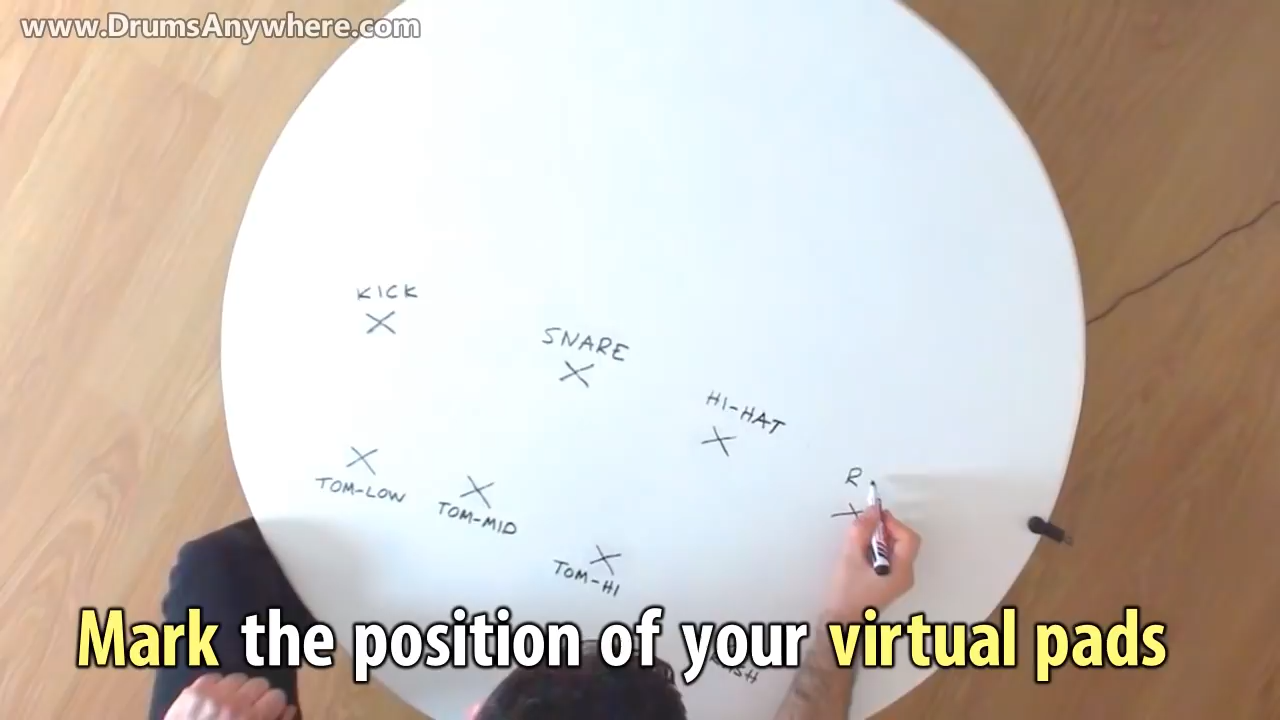 www.DrumsAnywhere.com
KICK
SNARE
HI-HAT
R
TOM-LOW
TOM-MID
TOM-HI
Mark the position of your virtual pads